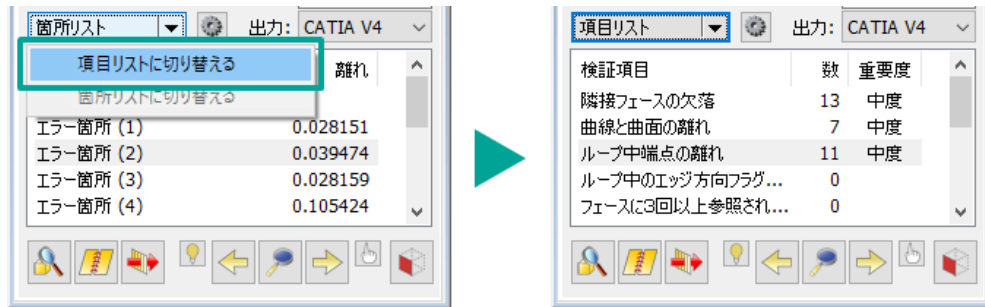 箇所リスト 出力: CATIA V4
項目リストに切り替える
離れ
箇所リストに切り替える
エラー箇所 (1) 0.028151
エラー箇所 (2) 0.039474
エラー箇所 (3) 0.028159
エラー箇所 (4) 0.105424
項目リスト 出力: CATIA V4
検証項目 数 重要度
隣接フェースの欠落 13 中度
曲線と曲面の離れ 7 中度
ループ中端点の離れ 11 中度
ループ中のエッジ方向フラグ... 0
フェースに3回以上参照され... 0